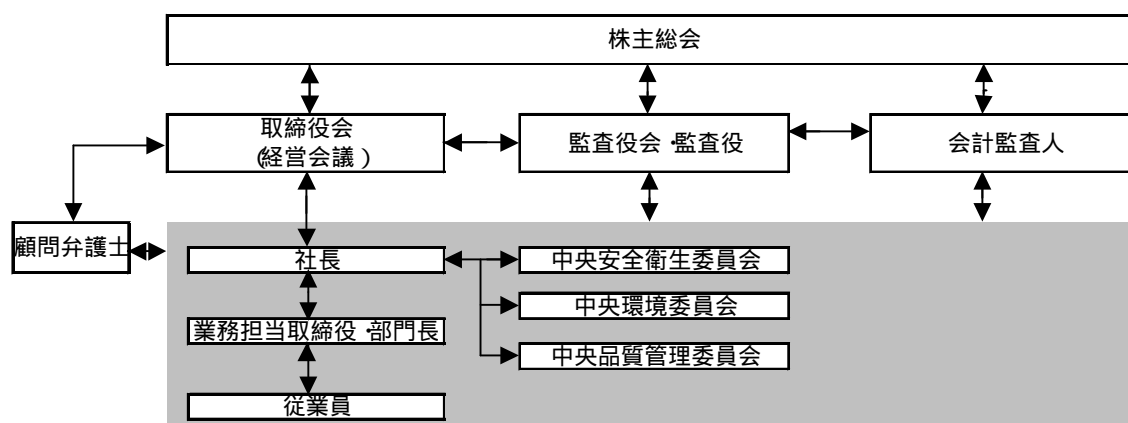 株主総会
取締役会
(経営会議)
監査役会・監査役
会計監査人
顧問弁護士
社長
中央安全衛生委員会
中央環境委員会
業務担当取締役・部門長
中央品質管理委員会
従業員